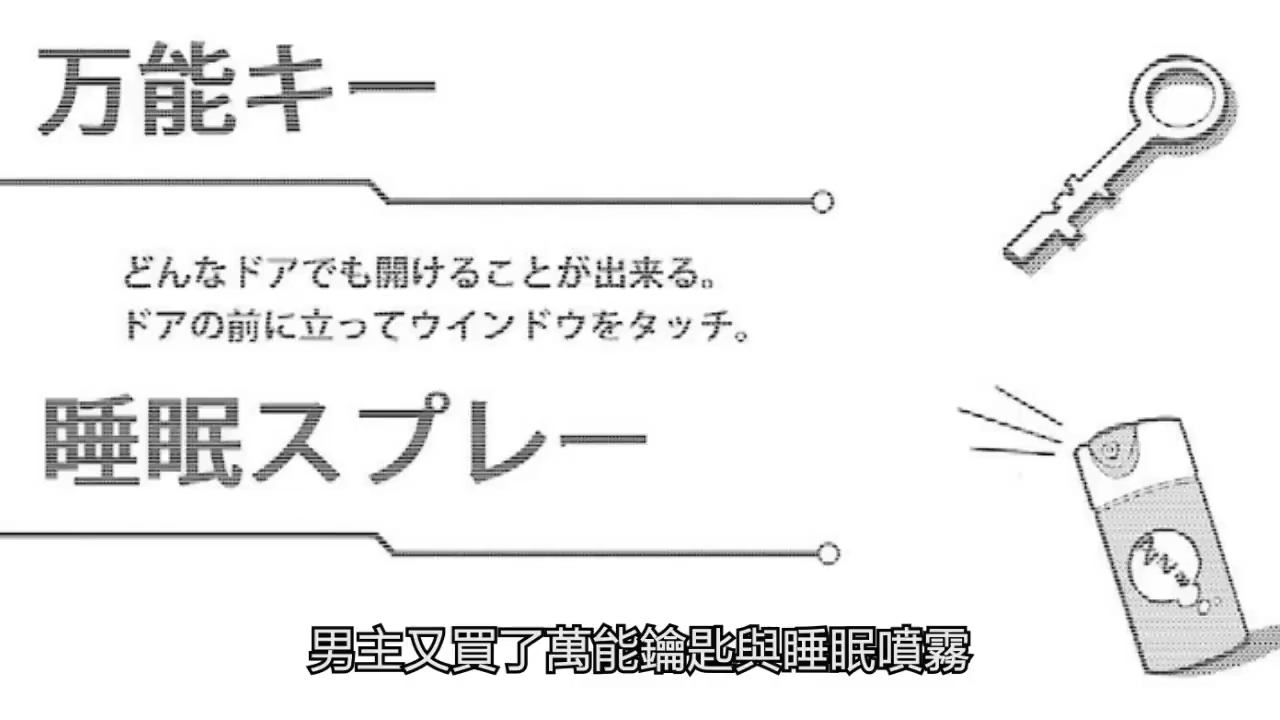 万能キー
どんなドアでも開けることが出来る。
ドアの前に立ってウインドウをタッチ。
睡眠スプレー
男主又買了萬能鑰匙與睡眠噴霧